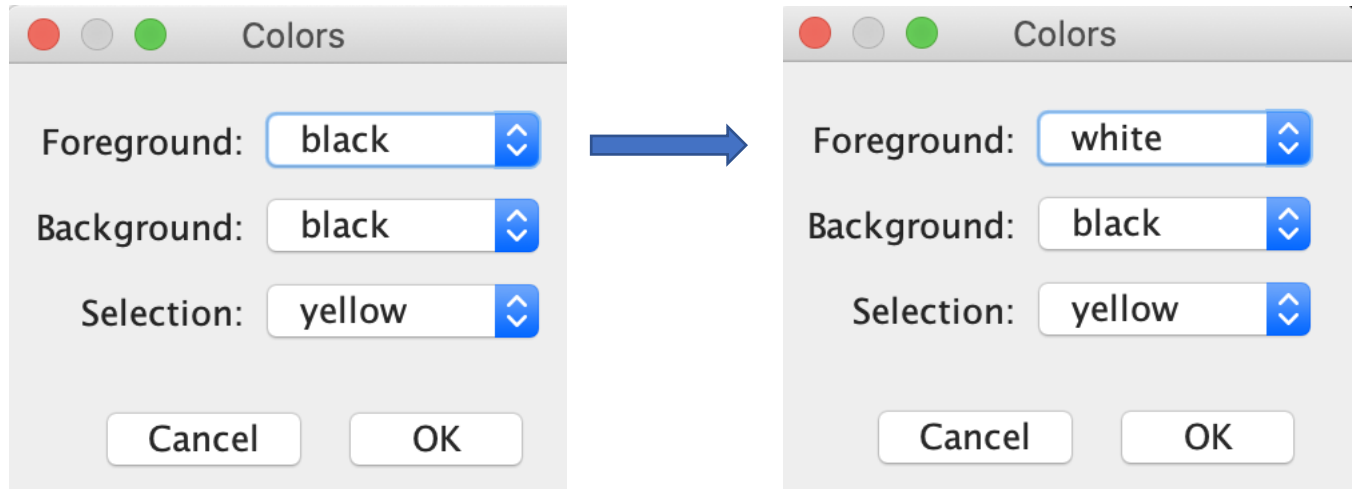 Colors
Foreground: black
Background: black
Selection: yellow
Cancel OK
Colors
Foreground: white
Background: black
Selection: yellow
Cancel OK